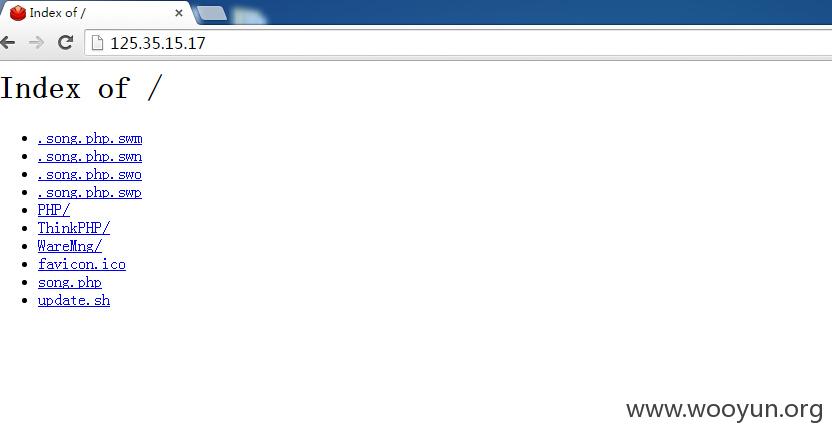 Index of /
125.35.15.17
Index of /
.song.php.swm
.song.php.swn
.song.php.swo
.song.php.swp
PHP/
ThinkPHP/
WareMng/
favicon.ico
song.php
update.sh
www.wooyun.org